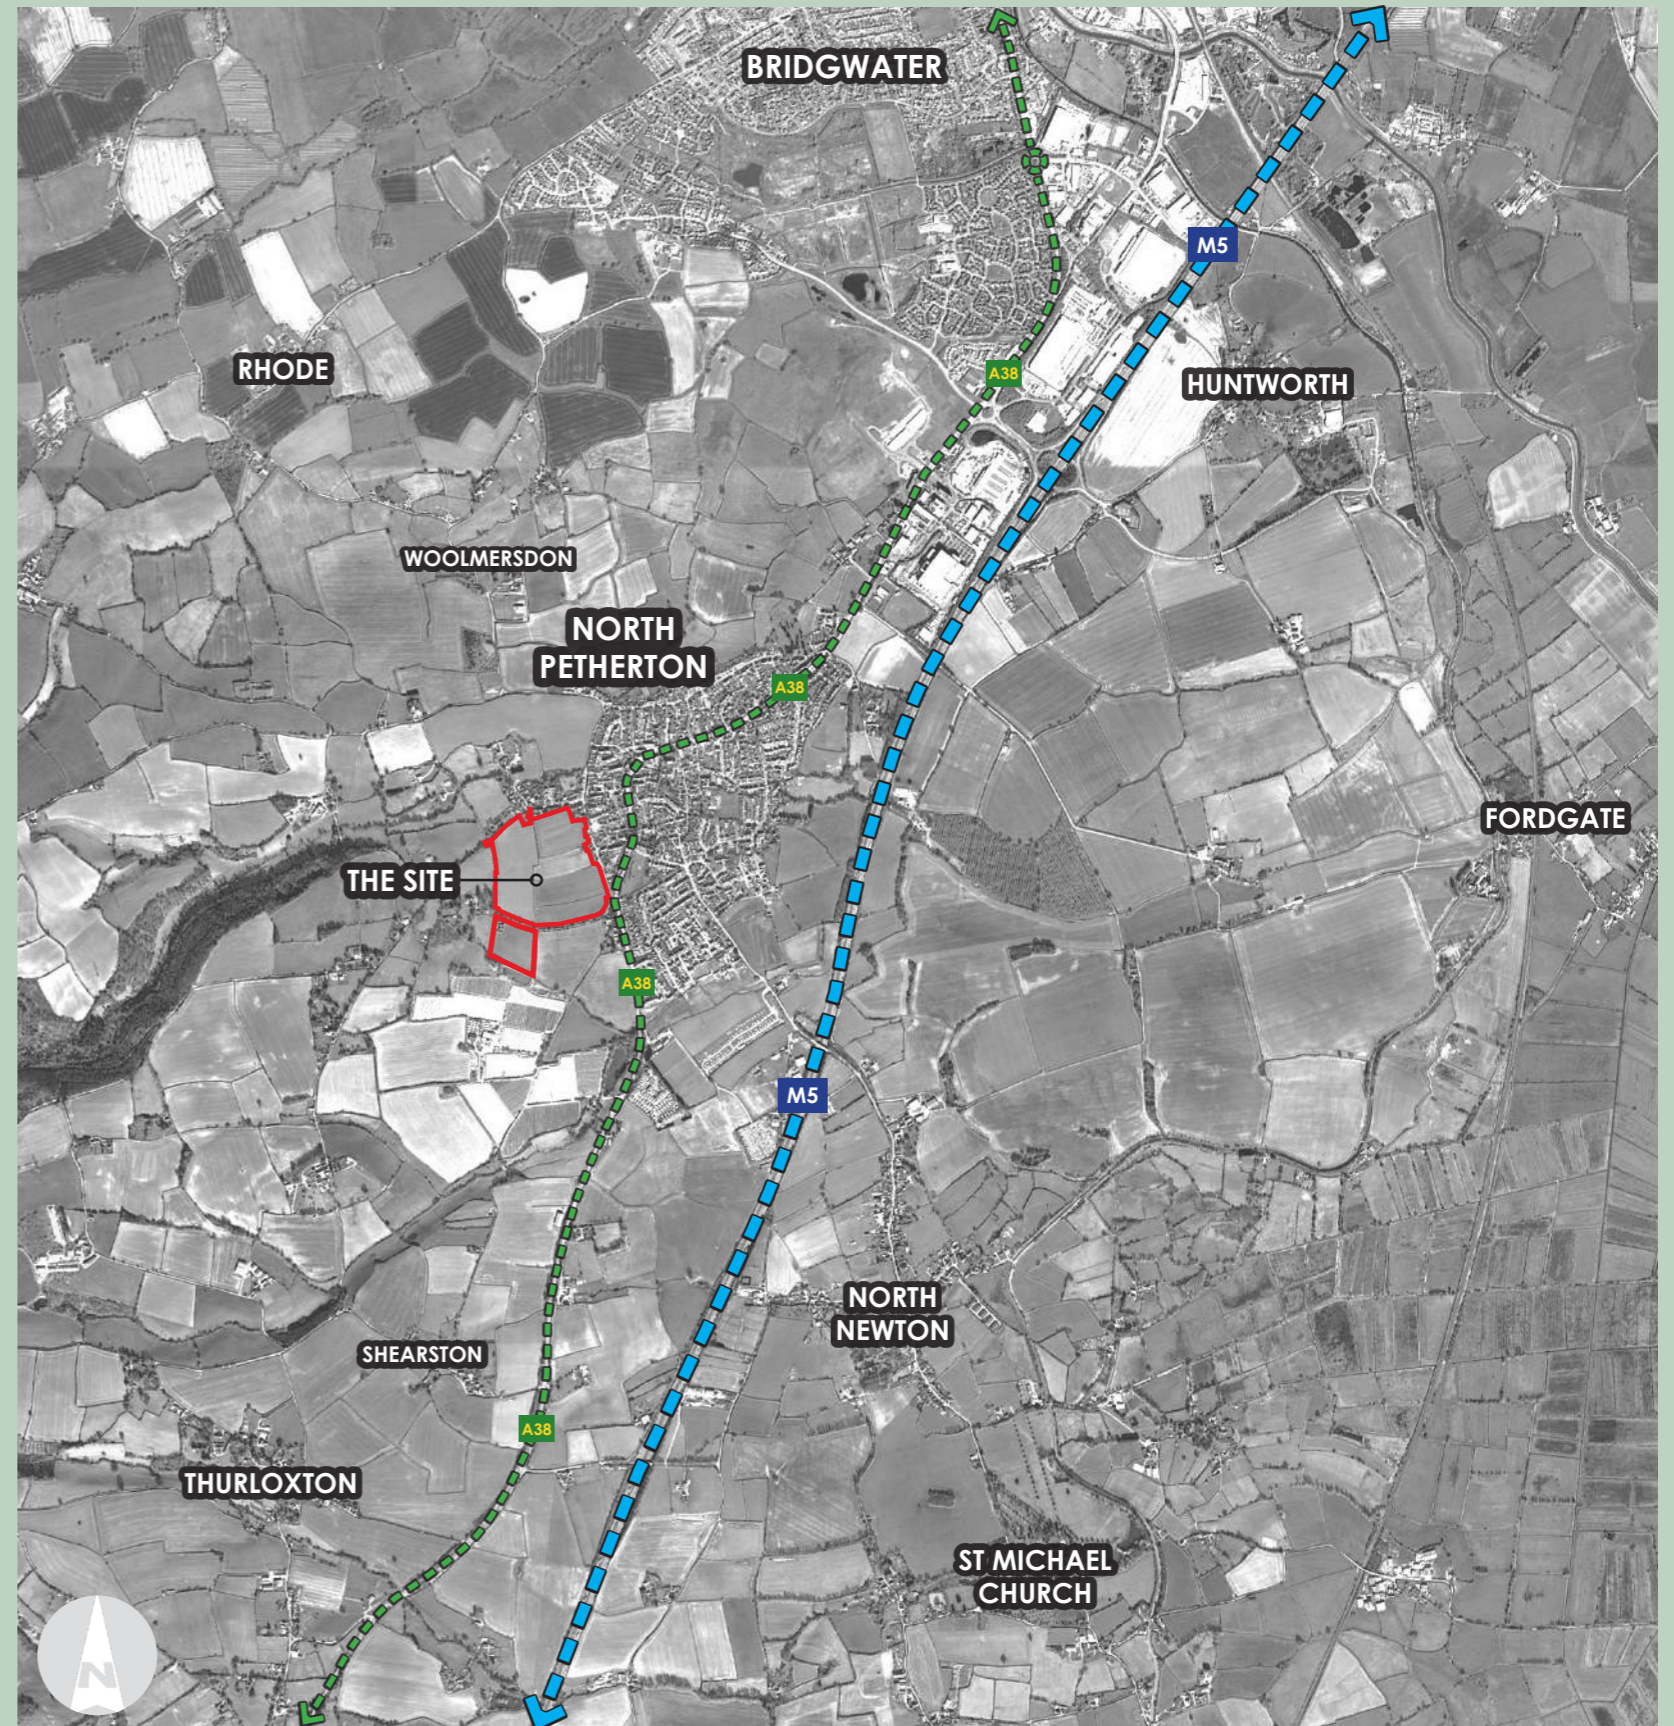 BRIDGWATER
M5
RHODE
A38
HUNTWORTH
WOOLMERSDON
NORTH
PETHERTON
A38
FORDGATE
THE SITE
A38
M5
NORTH
NEWTON
SHEARSTON
A38
THURLOXTON
ST MICHAEL
CHURCH
N